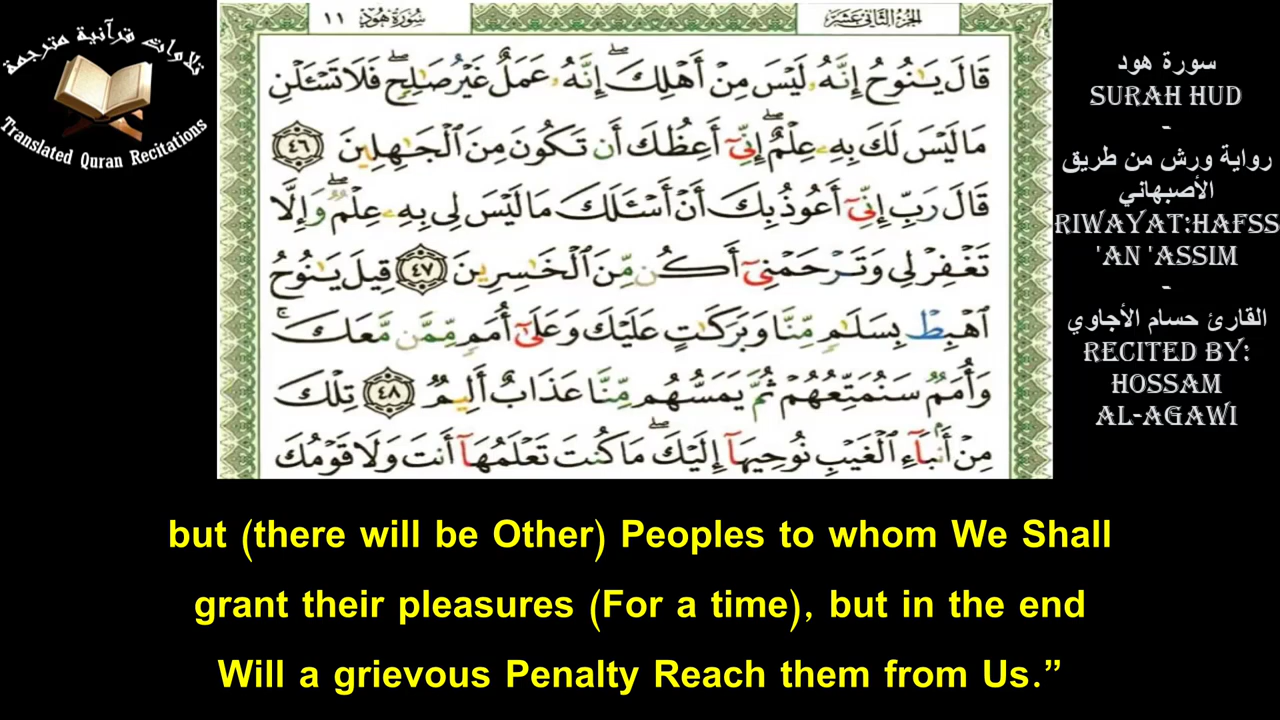 تلاوات قرآنية مترجمة
Translated Quran Recitations
١١
سُورَةُ هُودٍ
الجزء الثاني عشر
قَالَ يَـٰنُوحُ إِنَّهُۥ لَيْسَ مِنْ أَهْلِكَ ۖ إِنَّهُۥ عَمَلٌ غَيْرُ صَـٰلِحٍ ۖ فَلَا تَسْـَٔلْنِ
مَا لَيْسَ لَكَ بِهِۦ عِلْمٌ ۖ إِنِّىٓ أَعِظُكَ أَن تَكُونَ مِنَ ٱلْجَـٰهِلِينَ ٤٦
قَالَ رَبِّ إِنِّىٓ أَعُوذُ بِكَ أَنْ أَسْـَٔلَكَ مَا لَيْسَ لِى بِهِۦ عِلْمٌ ۖ وَإِلَّا
تَغْفِرْ لِى وَتَرْحَمْنِىٓ أَكُن مِّنَ ٱلْخَـٰسِرِينَ ٤٧ قِيلَ يَـٰنُوحُ
ٱهْبِطْ بِسَلَـٰمٍ مِّنَّا وَبَرَكَـٰتٍ عَلَيْكَ وَعَلَىٰٓ أُمَمٍ مِّمَّن مَّعَكَ ۚ
وَأُمَمٌ سَنُمَتِّعُهُمْ ثُمَّ يَمَسُّهُم مِّنَّا عَذَابٌ أَلِيمٌ ٤٨ تِلْكَ
مِنْ أَنۢبَآءِ ٱلْغَيْبِ نُوحِيهَآ إِلَيْكَ ۖ مَا كُنتَ تَعْلَمُهَآ أَنتَ وَلَا قَوْمُكَ
سورة هود
SURAH HUD
-
رواية ورش من طريق
الأصبهاني
RIWAYAT:HAFSS
'AN 'ASSIM
-
القارئ حسام الأجاوي
RECITED BY:
HOSSAM
AL-AGAWI
but (there will be Other) Peoples to whom We Shall
grant their pleasures (For a time), but in the end
Will a grievous Penalty Reach them from Us.”